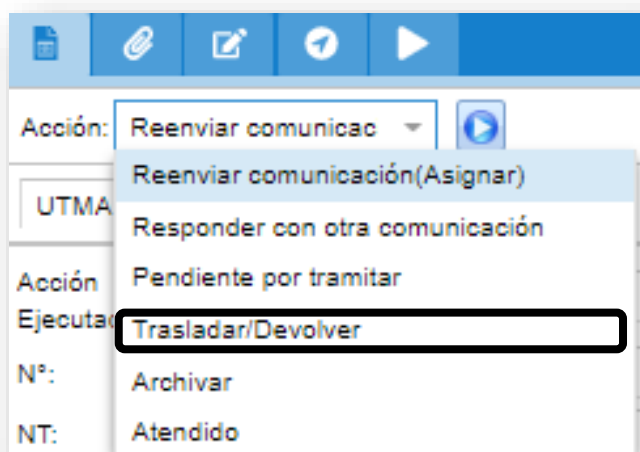 Acción: Reenviar comunicac
Reenviar comunicación(Asignar)
UTMA
Responder con otra comunicación
Acción
Pendiente por tramitar
Ejecutac
Trasladar/Devolver
N°:
Archivar
NT:
Atendido